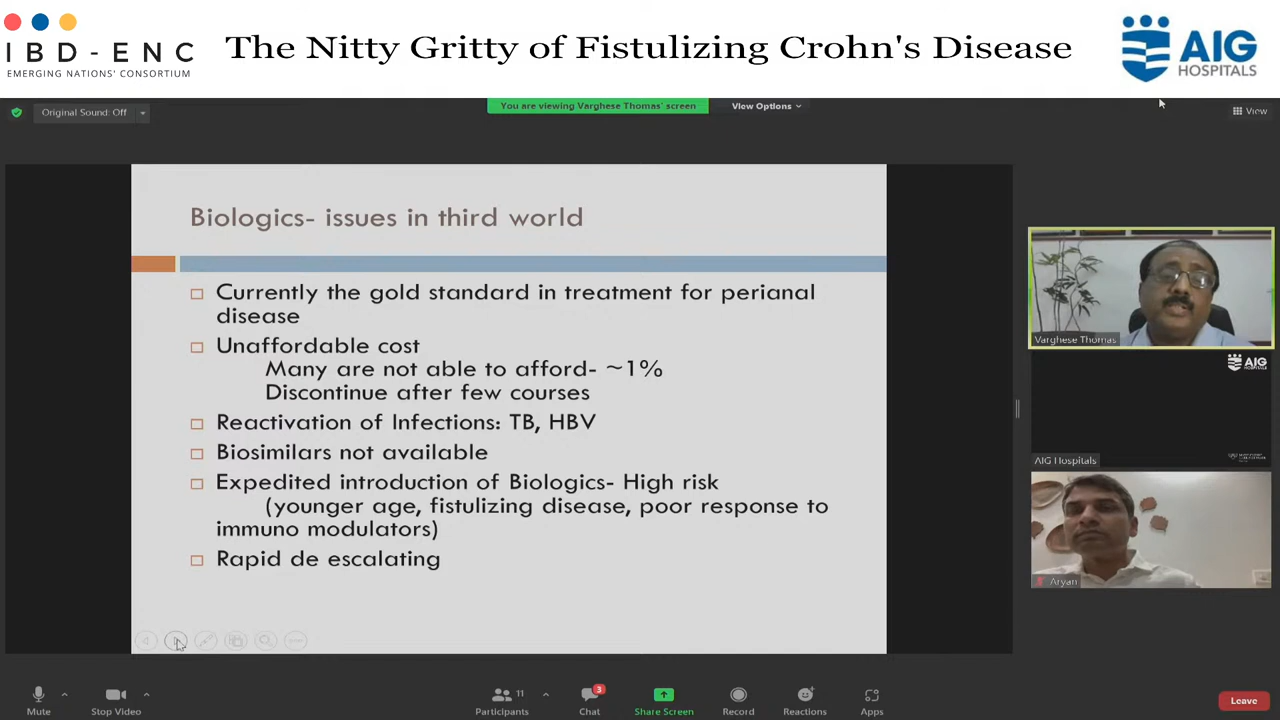 IBD-ENC
EMERGING NATIONS' CONSORTIUM
The Nitty Gritty of Fistulizing Crohn's Disease
AIG
HOSPITALS
Original Sound: Off
You are viewing Varghese Thomas' screen
View Options
View
Biologics- issues in third world
Currently the gold standard in treatment for perianal
disease
Unaffordable cost
Many are not able to afford- ~1%
Discontinue after few courses
Reactivation of Infections: TB, HBV
Biosimilars not available
Expedited introduction of Biologics- High risk
(younger age, fistulizing disease, poor response to
immuno modulators)
Rapid de escalating
Varghese Thomas
AIG
HOSPITALS
AIG Hospitals
Aryan
Mute
Stop Video
11
Participants
3
Chat
Share Screen
Record
Reactions
Apps
Leave